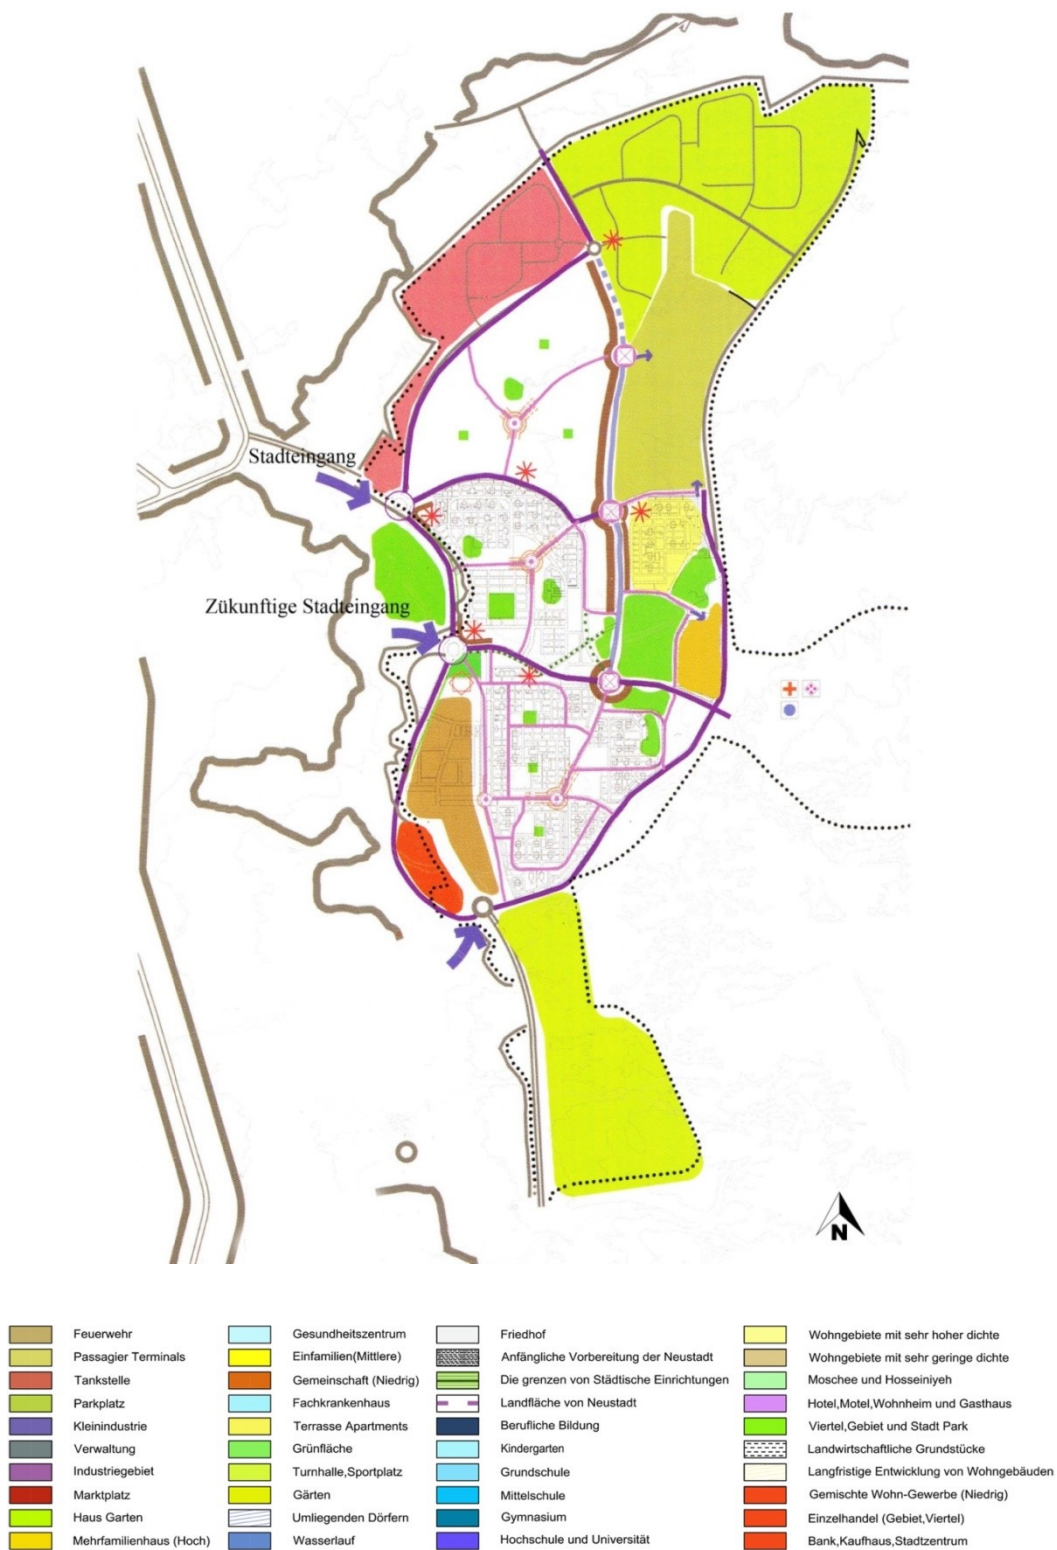 Stadteingang
Zükunftige Stadteingang
N
Feuerwehr
Passagier Terminals
Tankstelle
Parkplatz
Kleinindustrie
Verwaltung
Industriegebiet
Marktplatz
Haus Garten
Mehrfamilienhaus (Hoch)
Gesundheitszentrum
Einfamilien(Mittlere)
Gemeinschaft (Niedrig)
Fachkrankenhaus
Terrasse Apartments
Grünfläche
Turnhalle,Sportplatz
Gärten
Umliegenden Dörfern
Wasserlauf
Friedhof
Anfängliche Vorbereitung der Neustadt
Die grenzen von Städtische Einrichtungen
Landfläche von Neustadt
Berufliche Bildung
Kindergarten
Grundschule
Mittelschule
Gymnasium
Hochschule und Universität
Wohngebiete mit sehr hoher dichte
Wohngebiete mit sehr geringe dichte
Moschee und Hosseiniyeh
Hotel,Motel,Wohnheim und Gasthaus
Viertel,Gebiet und Stadt Park
Landwirtschaftliche Grundstücke
Langfristige Entwicklung von Wohngebäuden
Gemischte Wohn-Gewerbe (Niedrig)
Einzelhandel (Gebiet,Viertel)
Bank,Kaufhaus,Stadtzentrum